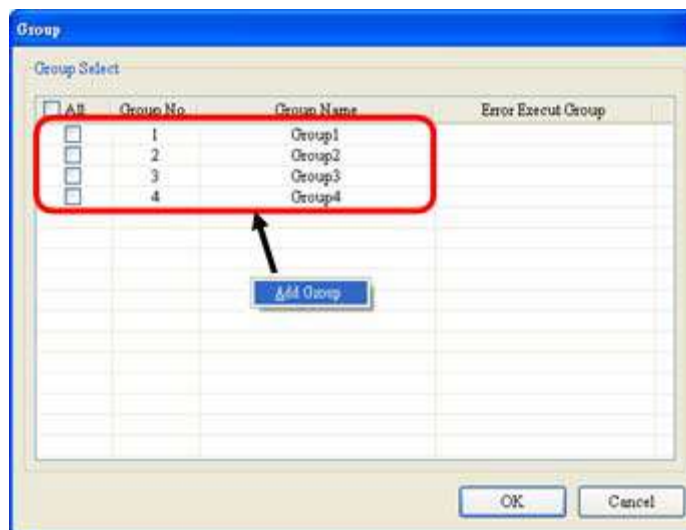 Group
Group Select
All Group No. Group Name Error Execut Group
1 Group1
2 Group2
3 Group3
4 Group4
Add Group
OK Cancel